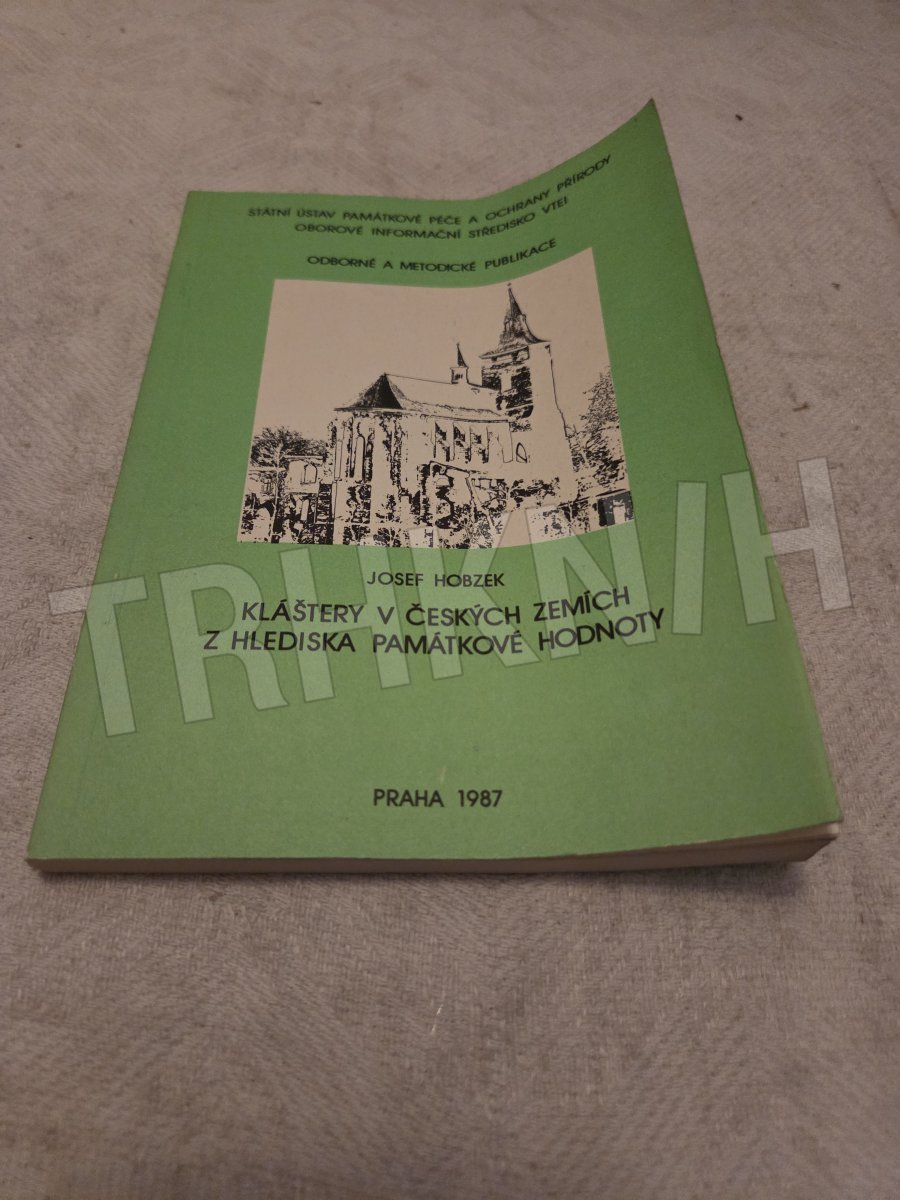 STÁTNÍ ÚSTAV PAMÁTKOVÉ PÉČE A OCHRANY PŘÍRODY
OBOROVÉ INFORMAČNÍ STŘEDISKO VTEI
ODBORNÉ A METODICKÉ PUBLIKACE
JOSEF HOBZEK
KLÁŠTERY V ČESKÝCH ZEMÍCH
Z HLEDISKA PAMÁTKOVÉ HODNOTY
PRAHA 1987
TRHKNIH